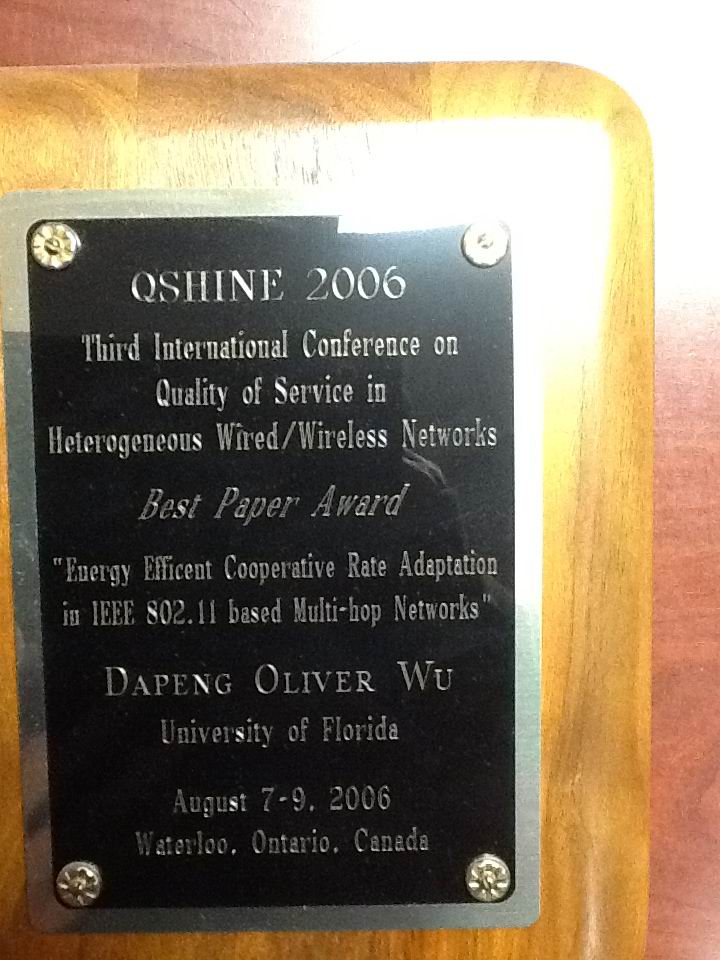 QSHINE 2006
Third International Conference on
Quality of Service in
Heterogeneous Wired/Wireless Networks
Best Paper Award
"Energy Efficent Cooperative Rate Adaptation
in IEEE 802.11 based Multi-hop Networks"
DAPENG OLIVER WU
University of Florida
August 7-9, 2006
Waterloo, Ontario, Canada